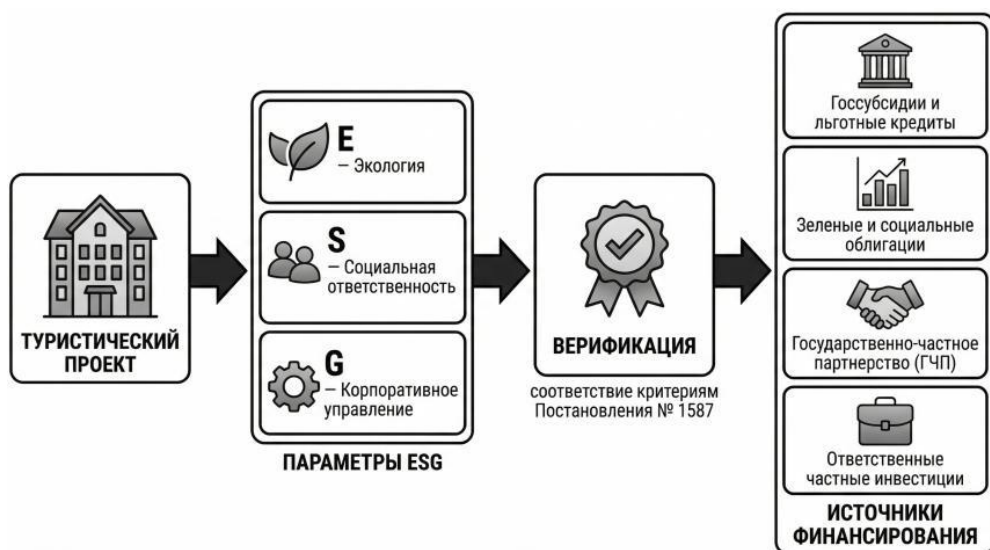 ТУРИСТИЧЕСКИЙ
ПРОЕКТ
E
– Экология
S
– Социальная
ответственность
G
– Корпоративное
управление
ПАРАМЕТРЫ ESG
ВЕРИФИКАЦИЯ
соответствие критериям
Постановления № 1587
Госсубсидии и
льготные кредиты
Зеленые и социальные
облигации
Государственно-частное
партнерство (ГЧП)
Ответственные
частные инвестиции
ИСТОЧНИКИ
ФИНАНСИРОВАНИЯ